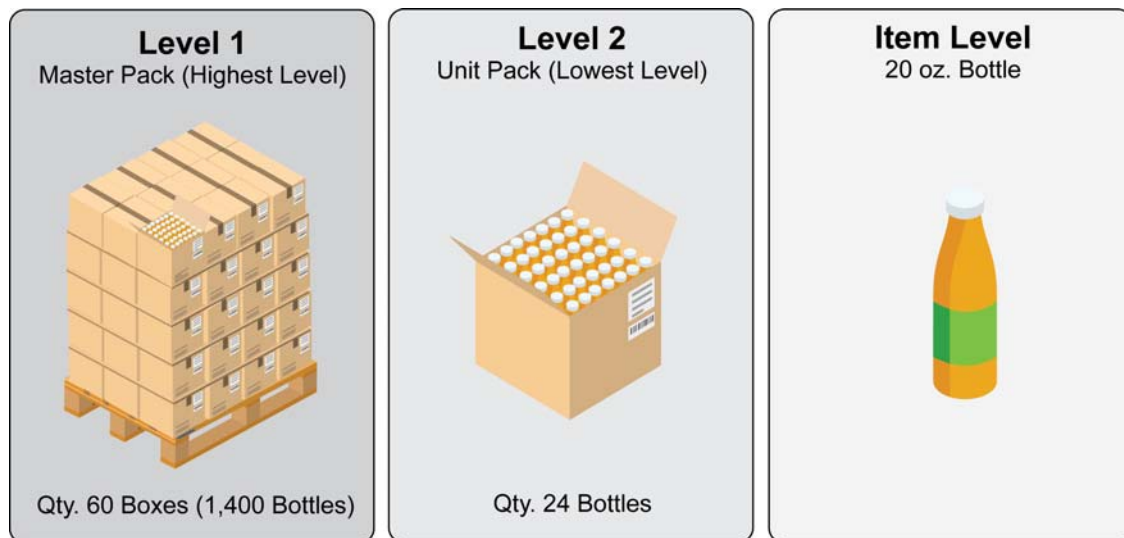 Level 1
Master Pack (Highest Level)
Qty. 60 Boxes (1,400 Bottles)
Level 2
Unit Pack (Lowest Level)
Qty. 24 Bottles
Item Level
20 oz. Bottle